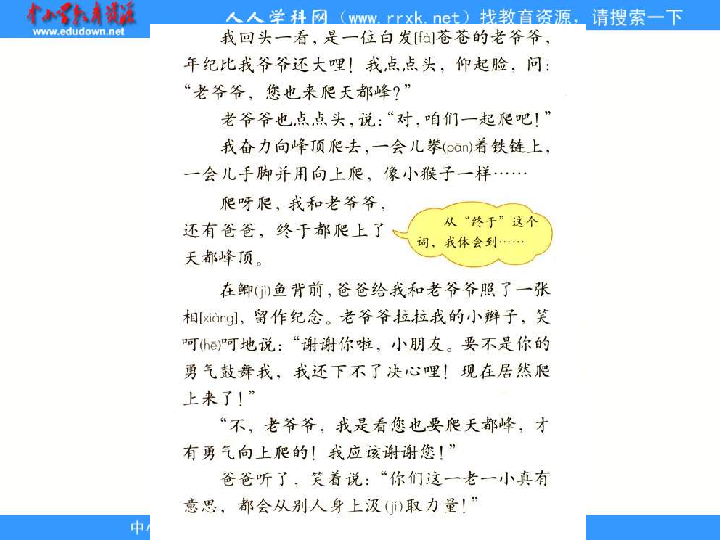 中小学教育资源
www.edudown.net
人人学科网（www.rrxk.net）找教育资源，请搜索一下
我回头一看，是一位白发[fà]苍苍的老爷爷，
年纪比我爷爷还大哩！我点点头，仰起脸，问：
“老爷爷，您也来爬天都峰？”
老爷爷也点点头，说：“对，咱们一起爬吧！”
我奋力向峰顶爬去，一会儿攀(pān)着铁链上，
一会儿手脚并用向上爬，像小猴子一样……
爬呀爬，我和老爷爷，
还有爸爸，终于都爬上了
天都峰顶。
从“终于”这个
词，我体会到……
在鲫(jì)鱼背前，爸爸给我和老爷爷照了一张
相[xiàng]，留作纪念。老爷爷拉拉我的小辫子，笑
呵(hē)呵地说：“谢谢你啦，小朋友。要不是你的
勇气鼓舞我，我还下不了决心哩！现在居然爬
上来了！”
“不，老爷爷，我是看您也要爬天都峰，才
有勇气向上爬的！我应该谢谢您！”
爸爸听了，笑着说：“你们这一老一小真有
意思，都会从别人身上汲(jí)取力量！”